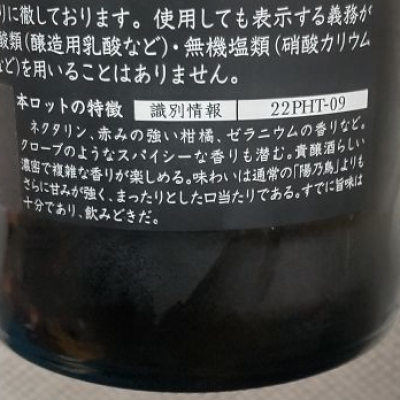 りに徹しております。使用しても表示する義務が
酸類(醸造用乳酸など)・無機塩類(硝酸カリウム
など)を用いることはありません。
本ロットの特徴 識別情報 22PHT-09
ネクタリン、赤みの強い柑橘、ゼラニウムの香りなど。
クローブのようなスパイシーな香りも潜む。貴醸酒らしい
濃密で複雑な香りが楽しめる。味わいは通常の「陽乃鳥」よりも
さらに甘みが強く、まったりとした口当たりである。すでに旨味は
十分であり、飲みどきだ。